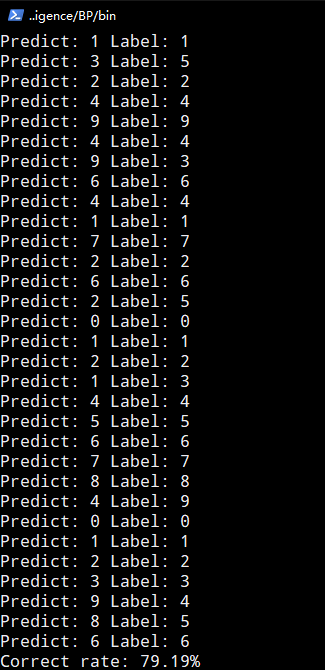 ..igence/BP/bin
Predict: 1 Label: 1
Predict: 3 Label: 5
Predict: 2 Label: 2
Predict: 4 Label: 4
Predict: 9 Label: 9
Predict: 4 Label: 4
Predict: 9 Label: 3
Predict: 6 Label: 6
Predict: 4 Label: 4
Predict: 1 Label: 1
Predict: 7 Label: 7
Predict: 2 Label: 2
Predict: 6 Label: 6
Predict: 2 Label: 5
Predict: 0 Label: 0
Predict: 1 Label: 1
Predict: 2 Label: 2
Predict: 1 Label: 3
Predict: 4 Label: 4
Predict: 5 Label: 5
Predict: 6 Label: 6
Predict: 7 Label: 7
Predict: 8 Label: 8
Predict: 4 Label: 9
Predict: 0 Label: 0
Predict: 1 Label: 1
Predict: 2 Label: 2
Predict: 3 Label: 3
Predict: 9 Label: 4
Predict: 8 Label: 5
Predict: 6 Label: 6
Correct rate: 79.19%